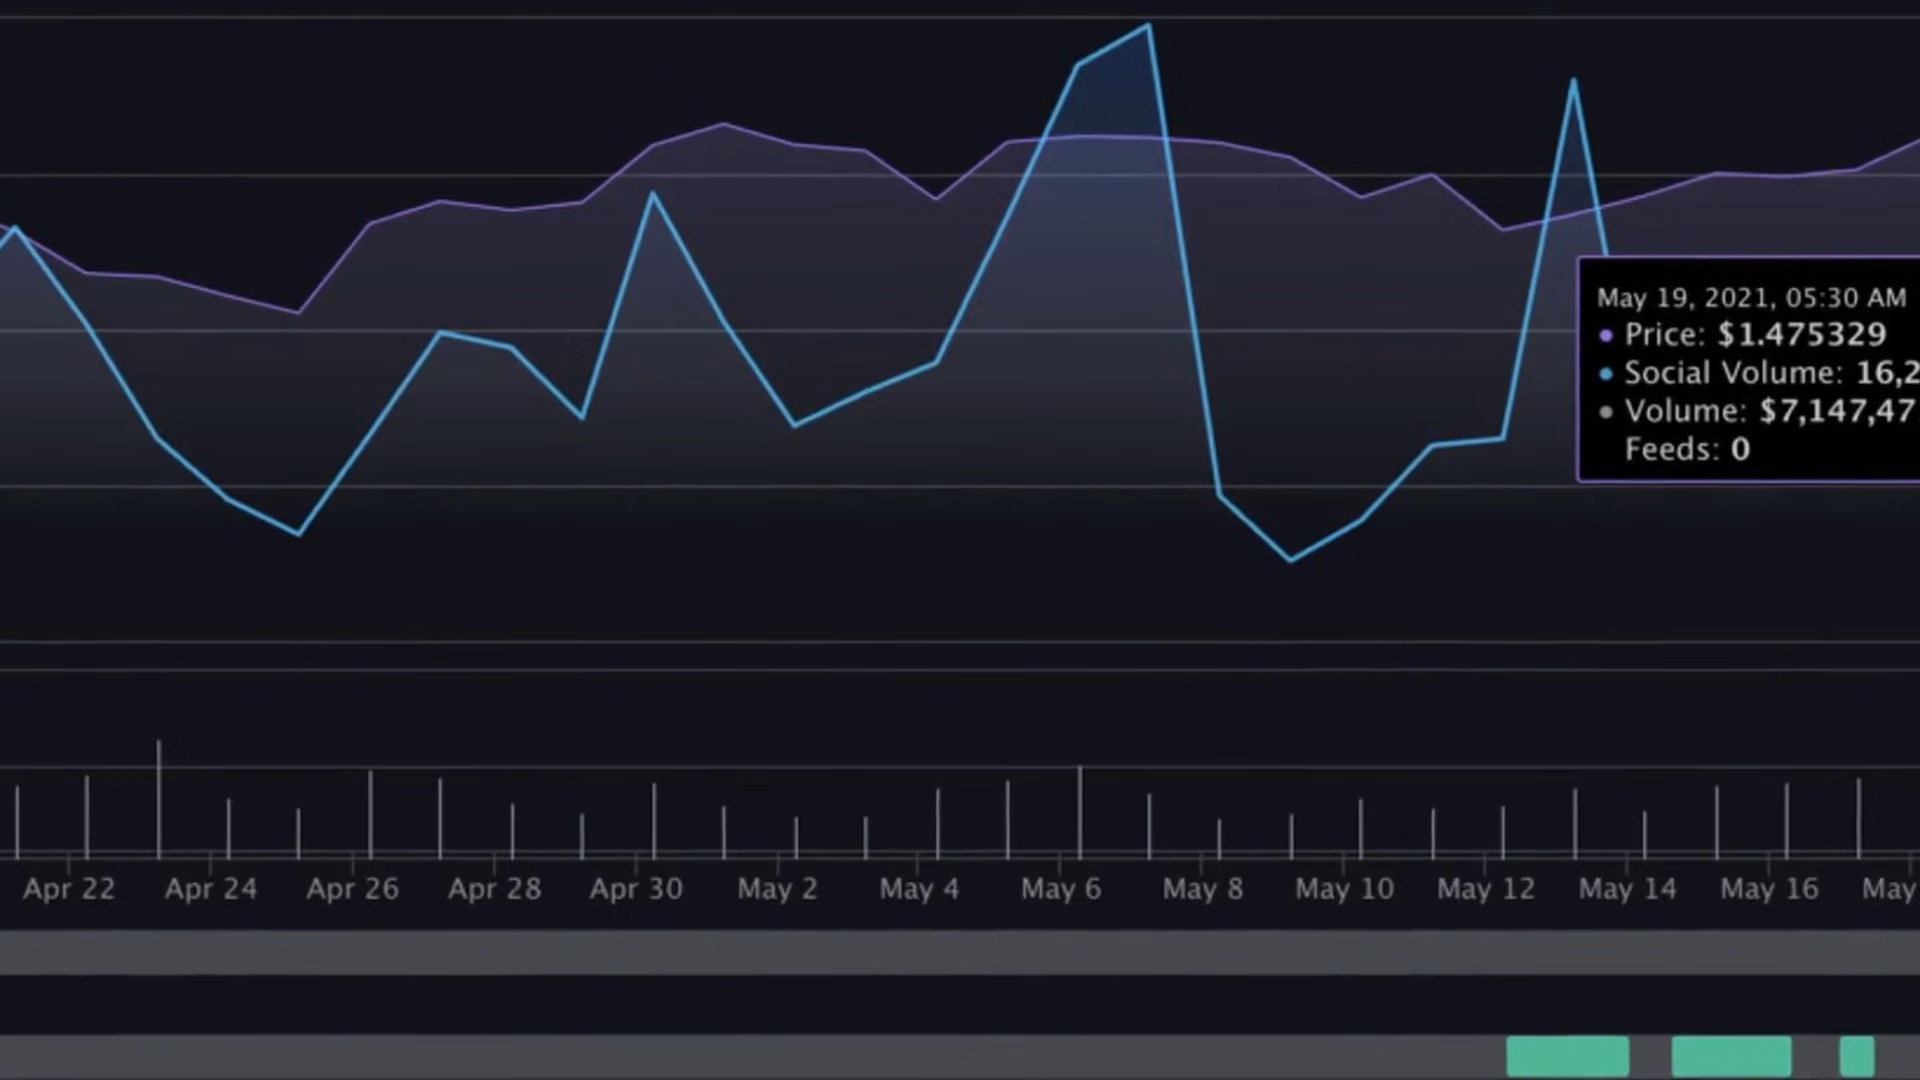 May 19, 2021, 05:30 AM
Price: $1.475329
Social Volume: 16,2
Volume: $7,147,47
Feeds: 0
Apr 22 Apr 24 Apr 26 Apr 28 Apr 30 May 2 May 4 May 6 May 8 May 10 May 12 May 14 May 16 May